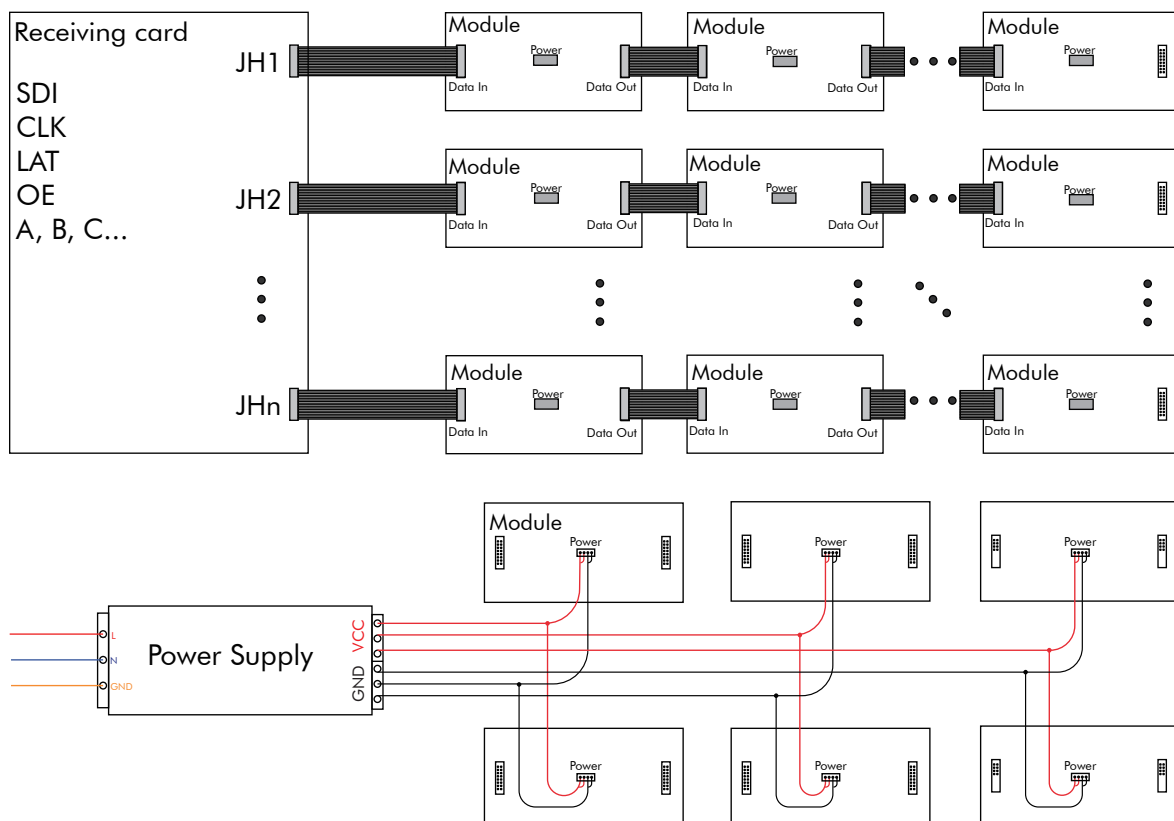 Receiving card
SDI
CLK
LAT
OE
A, B, C...
JH1
Module
Power
Data In
Data Out
Module
Power
Data In
Data Out
Module
Power
Data In
JH2
Module
Power
Data In
Data Out
Module
Power
Data In
Data Out
Module
Power
Data In
JHn
Module
Power
Data In
Data Out
Module
Power
Data In
Data Out
Module
Power
Data In
Module
Power
Power
Power
L
N
GND
Power Supply
VCC
GND
Power
Power
Power